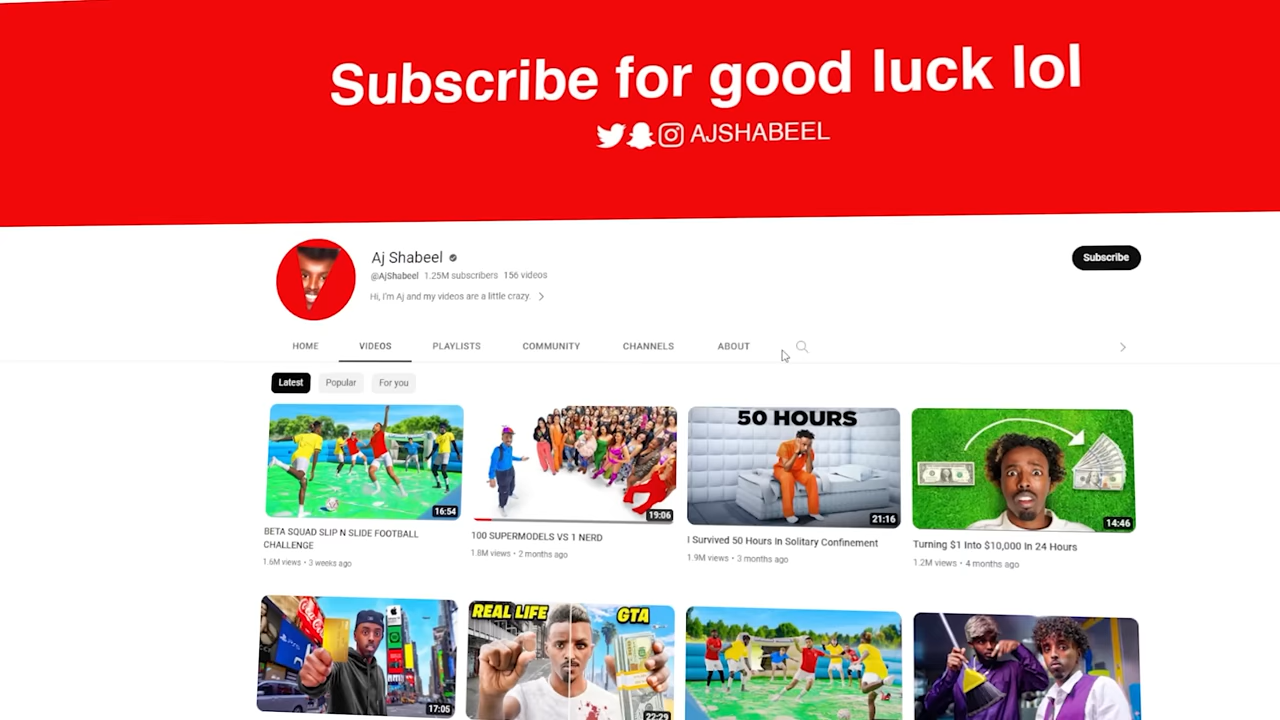 Subscribe for good luck lol
AJSHABEEL
Aj Shabeel
@AjShabeel 1.25M subscribers 156 videos
Hi, I'm Aj and my videos are a little crazy.
Subscribe
HOME VIDEOS PLAYLISTS COMMUNITY CHANNELS ABOUT
Latest Popular For you
16:54
19:06
50 HOURS
21:16
14:46
BETA SQUAD SLIP N SLIDE FOOTBALL
CHALLENGE
1.6M views • 3 weeks ago
100 SUPERMODELS VS 1 NERD
1.8M views • 2 months ago
I Survived 50 Hours In Solitary Confinement
1.9M views • 3 months ago
Turning $1 Into $10,000 In 24 Hours
1.2M views • 4 months ago
17:05
REAL LIFE GTA
22:29